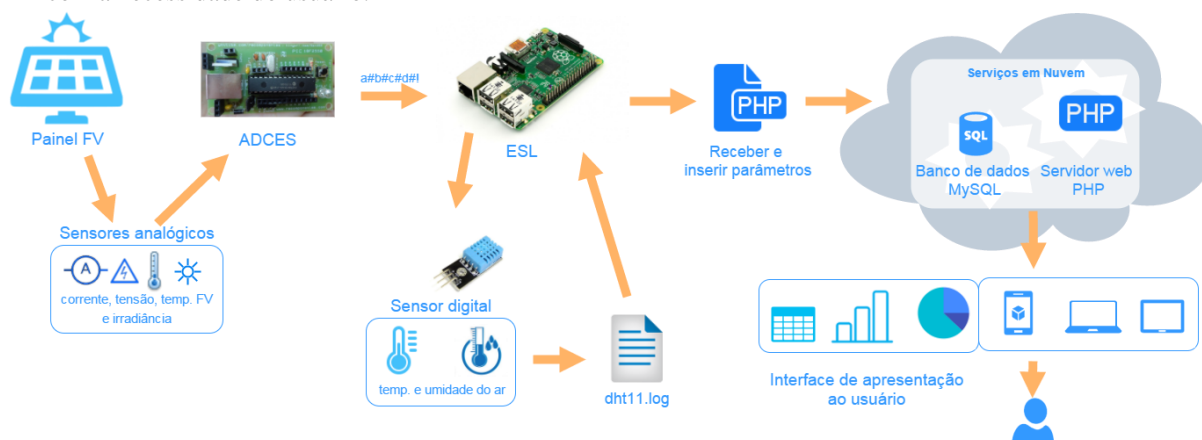 a#b#c#d#!
Serviços em Nuvem
PHP
PHP
SQL
Painel FV
ADCES
ESL
Receber e
inserir parâmetros
Banco de dados
MySQL
Servidor web
PHP
Sensores analógicos
A
corrente, tensão, temp. FV
e irradiância
Sensor digital
temp. e umidade do ar
dht11.log
Interface de apresentação
ao usuário